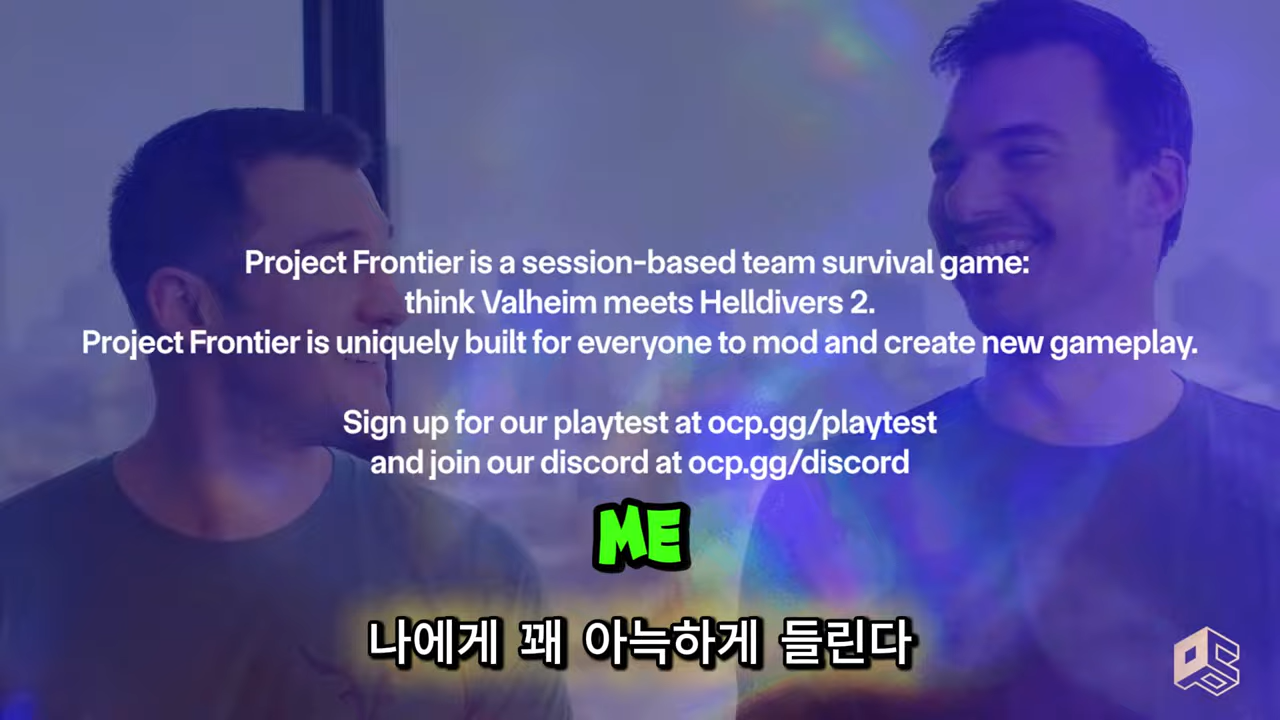 Project Frontier is a session-based team survival game:
think Valheim meets Helldivers 2.
Project Frontier is uniquely built for everyone to mod and create new gameplay.
Sign up for our playtest at ocp.gg/playtest
and join our discord at ocp.gg/discord
ME
나에게 꽤 아늑하게 들린다